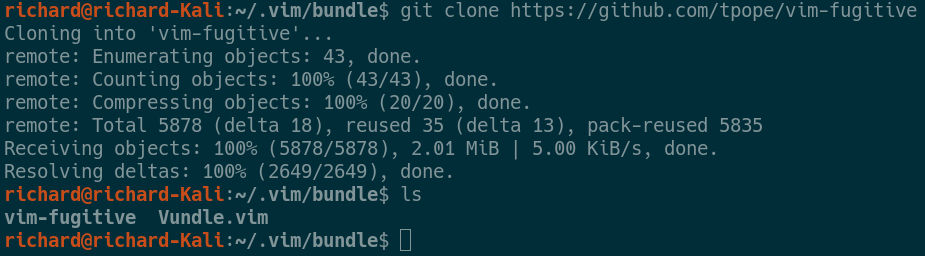 richard@richard-Kali:~/.vim/bundle$ git clone https://github.com/tpope/vim-fugitive
Cloning into 'vim-fugitive'...
remote: Enumerating objects: 43, done.
remote: Counting objects: 100% (43/43), done.
remote: Compressing objects: 100% (20/20), done.
remote: Total 5878 (delta 18), reused 35 (delta 13), pack-reused 5835
Receiving objects: 100% (5878/5878), 2.01 MiB | 5.00 KiB/s, done.
Resolving deltas: 100% (2649/2649), done.
richard@richard-Kali:~/.vim/bundle$ ls
vim-fugitive  Vundle.vim
richard@richard-Kali:~/.vim/bundle$